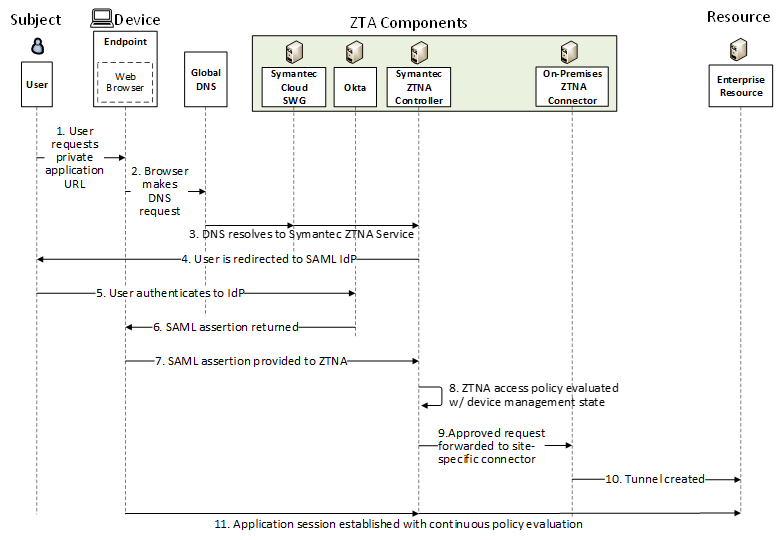 Subject
Device
ZTA Components
Resource
User
Endpoint
Web
Browser
Global
DNS
Symantec
Cloud
SWG
Okta
Symantec
ZTNA
Controller
On-Premises
ZTNA
Connector
Enterprise
Resource
1. User
requests
private
application
URL
2. Browser
makes
DNS
request
3. DNS resolves to Symantec ZTNA Service
4. User is redirected to SAML IdP
5. User authenticates to IdP
6. SAML assertion returned
7. SAML assertion provided to ZTNA
8. ZTNA access policy evaluated
w/ device management state
9.Approved request
forwarded to site-
specific connector
10. Tunnel created
11. Application session established with continuous policy evaluation